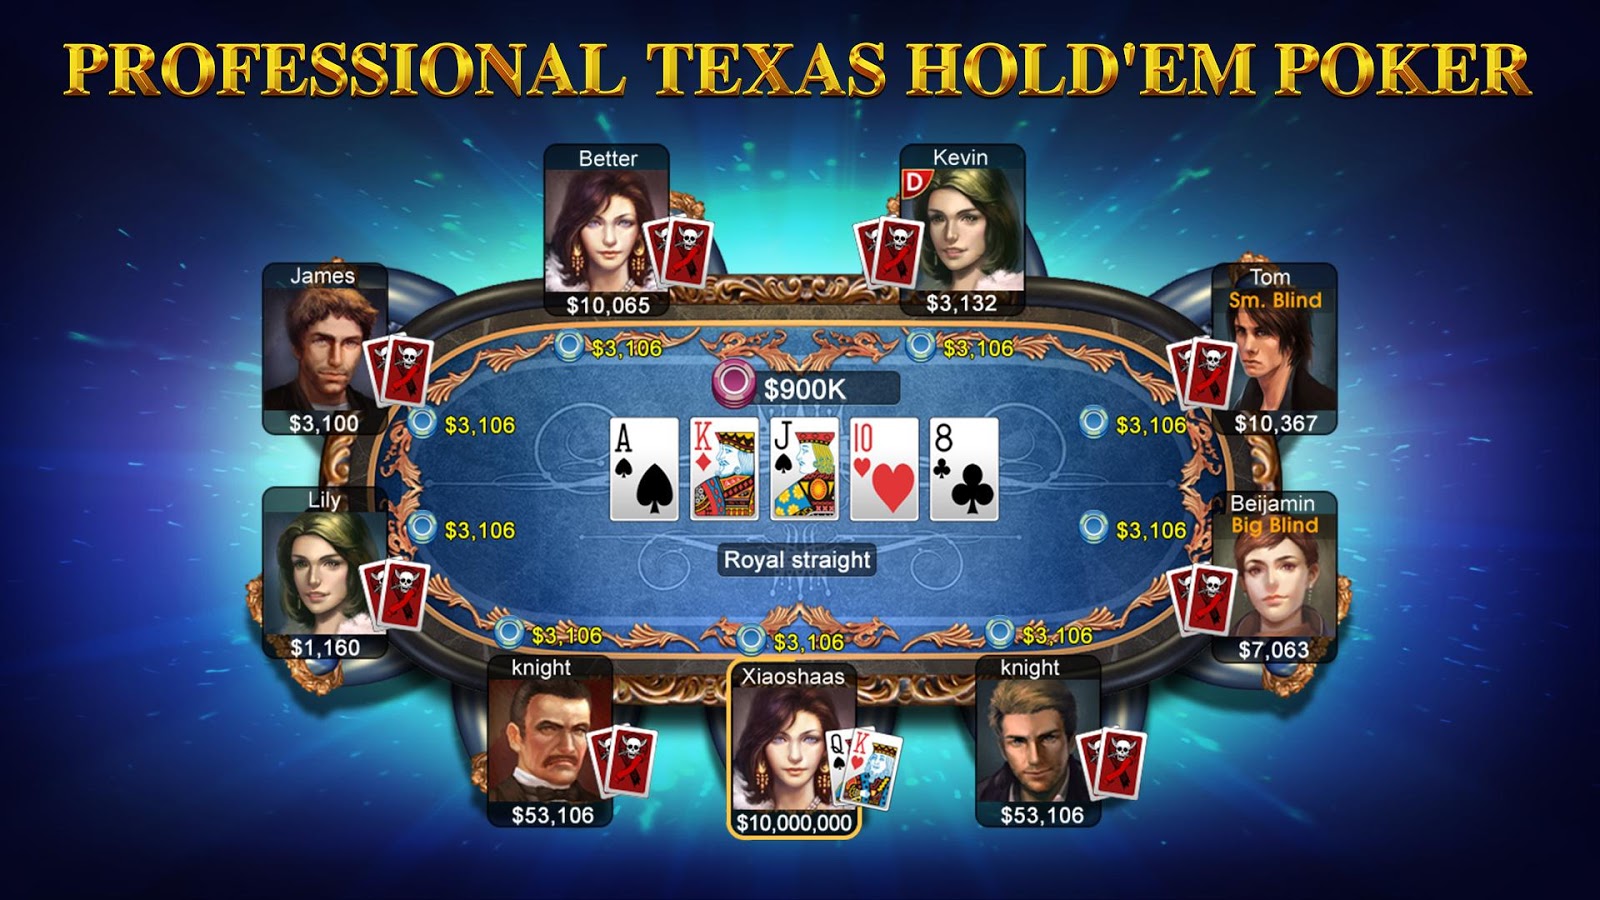 PROFESSIONAL TEXAS HOLD'EM POKER
Better
$10,065
Kevin
D
$3,132
James
$3,100
Tom
Sm. Blind
$10,367
$3,106
$3,106
$900K
$3,106
$3,106
A
K
J
10
8
Lily
$1,160
Beijamin
Big Blind
$7,063
$3,106
$3,106
Royal straight
$3,106
$3,106
$3,106
knight
$53,106
Xiaoshaas
Q
K
$10,000,000
knight
$53,106